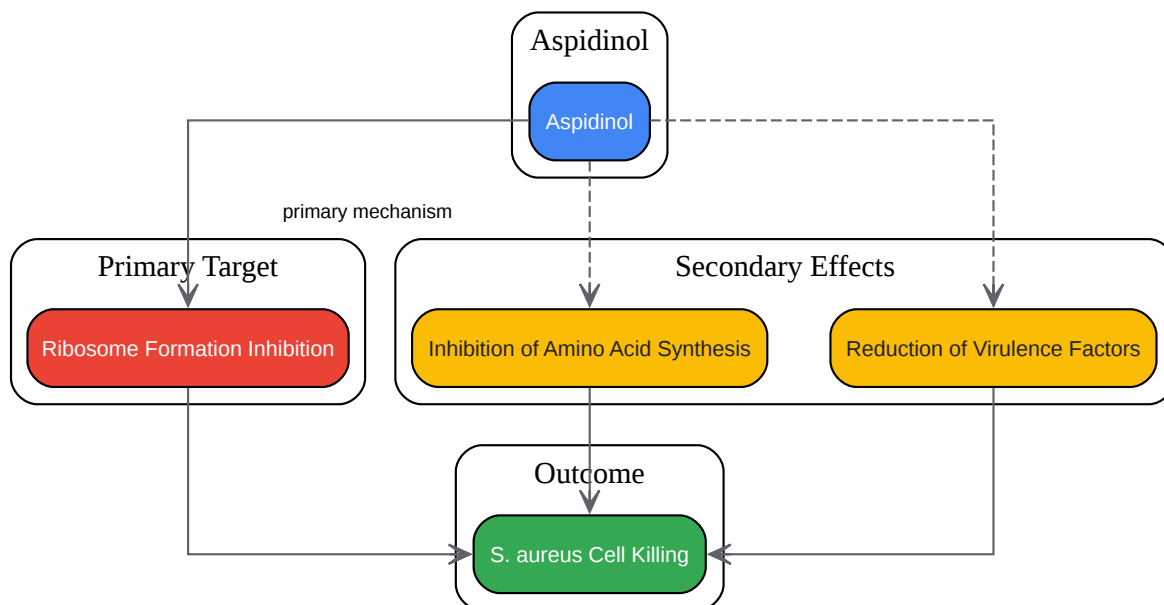 Aspidinol
Aspidinol
primary mechanism
Primary Target
Secondary Effects
Ribosome Formation Inhibition
Inhibition of Amino Acid Synthesis
Reduction of Virulence Factors
Outcome
S. aureus Cell Killing